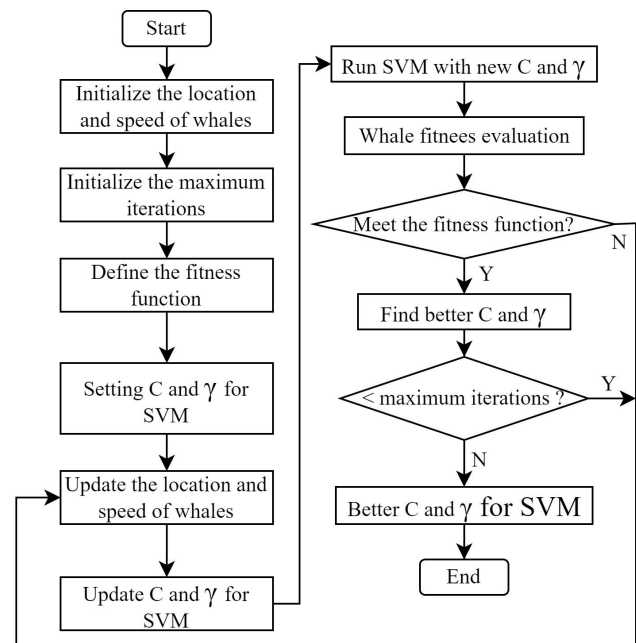 Start
Initialize the location
and speed of whales
Initialize the maximum
iterations
Define the fitness
function
Setting C and γ for
SVM
Update the location and
speed of whales
Update C and γ for
SVM
Run SVM with new C and γ
Whale fitnees evaluation
Meet the fitness function?
N
Y
Find better C and γ
< maximum iterations ?
Y
N
Better C and γ for SVM
End